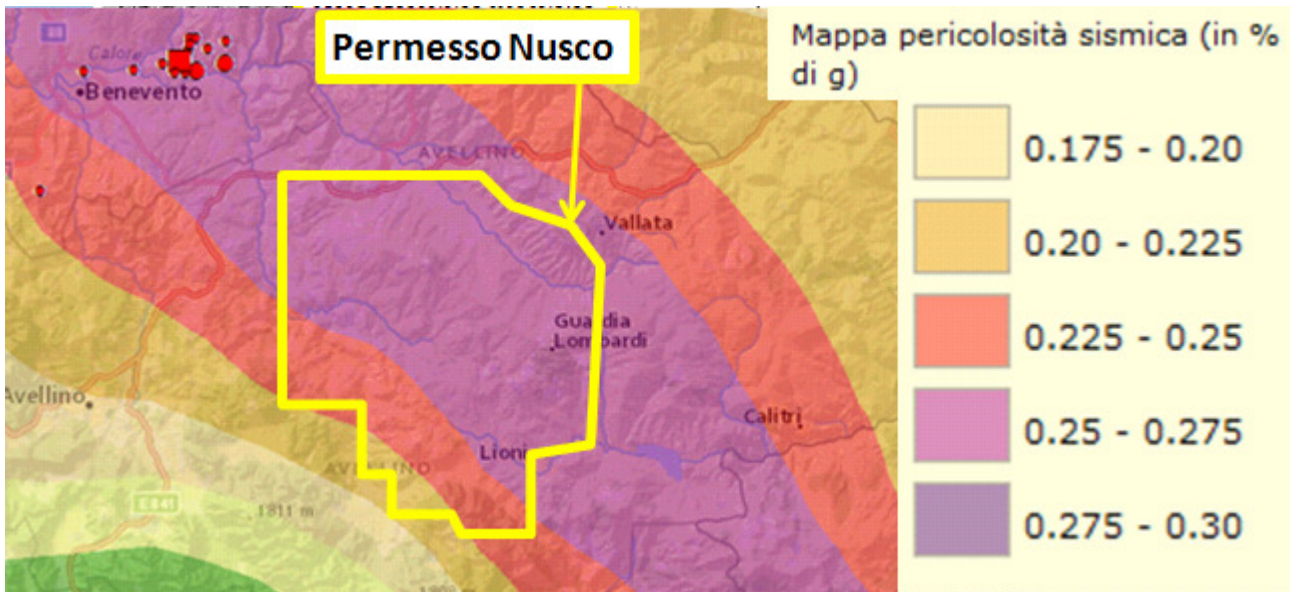 Permesso Nusco
Mappa pericolosità sismica (in %
di g)
Calore
•Benevento
AVELLINO
Vallata
Guardia
Lombardi
Avellino
Calitri
Lioni
AVELLINO
E 841
1811 m
0.175 - 0.20
0.20 - 0.225
0.225 - 0.25
0.25 - 0.275
0.275 - 0.30